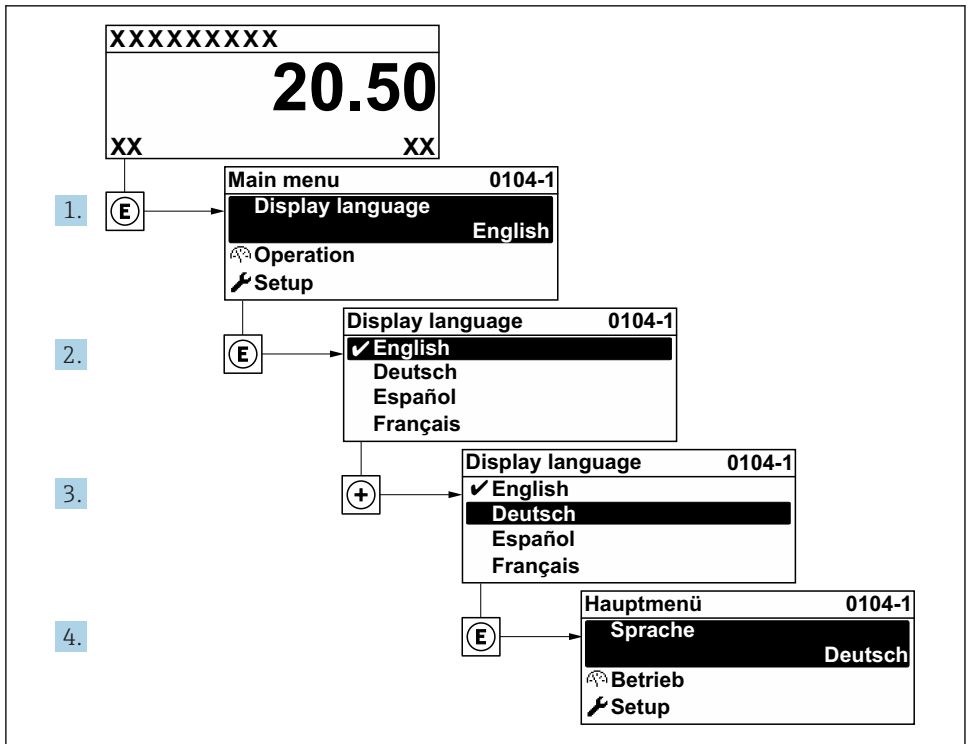 XXXXXXXXX
20.50
XX XX
Main menu 0104-1
1. E Display language
English
Operation
Setup
Display language 0104-1
2. E ✔English
Deutsch
Español
Français
Display language 0104-1
3. + ✔English
Deutsch
Español
Français
Hauptmenü 0104-1
4. E Sprache
Deutsch
Betrieb
Setup